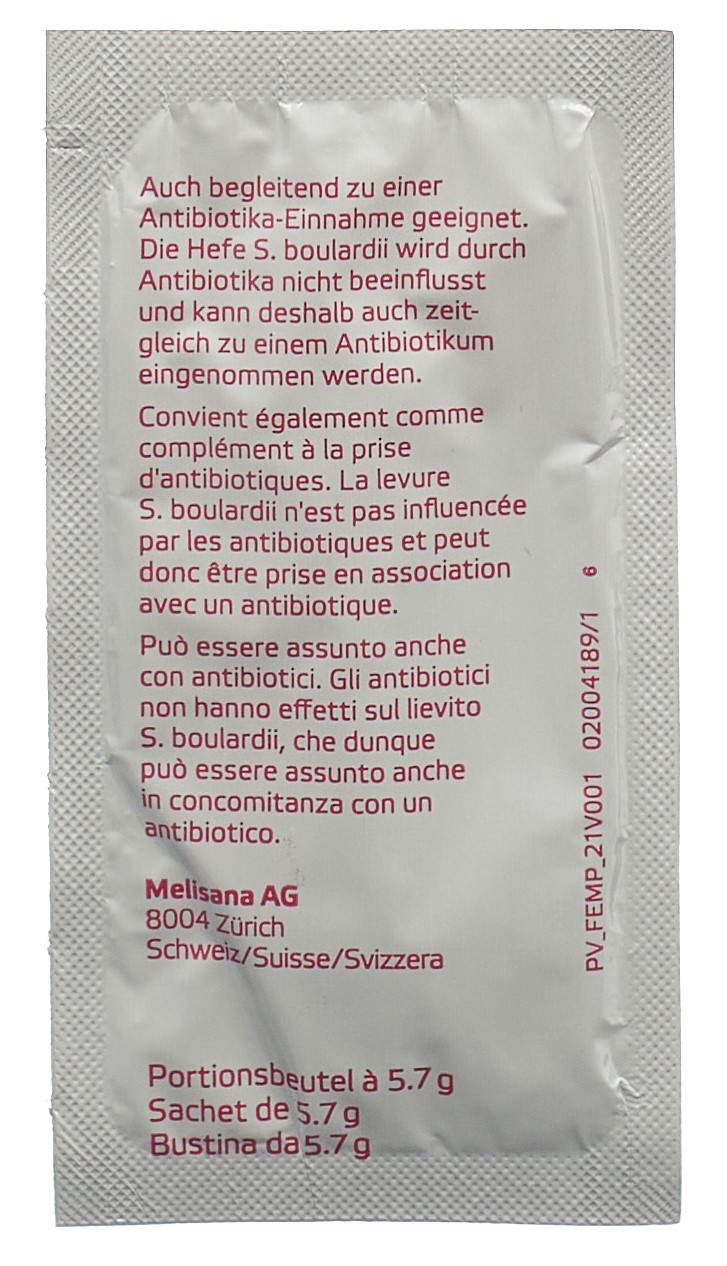 Auch begleitend zu einer
Antibiotika-Einnahme geeignet.
Die Hefe S. boulardii wird durch
Antibiotika nicht beeinflusst
und kann deshalb auch zeit-
gleich zu einem Antibiotikum
eingenommen werden.
Convient également comme
complément à la prise
d'antibiotiques. La levure
S. boulardii n'est pas influencée
par les antibiotiques et peut
donc être prise en association
avec un antibiotique.
Può essere assunto anche
con antibiotici. Gli antibiotici
non hanno effetti sul lievito
S. boulardii, che dunque
può essere assunto anche
in concomitanza con un
antibiotico.
Melisana AG
8004 Zürich
Schweiz/Suisse/Svizzera
Portionsbeutel à 5.7 g
Sachet de 5.7 g
Bustina da 5.7 g
PV_FEMP_21V001 02004189/1 6